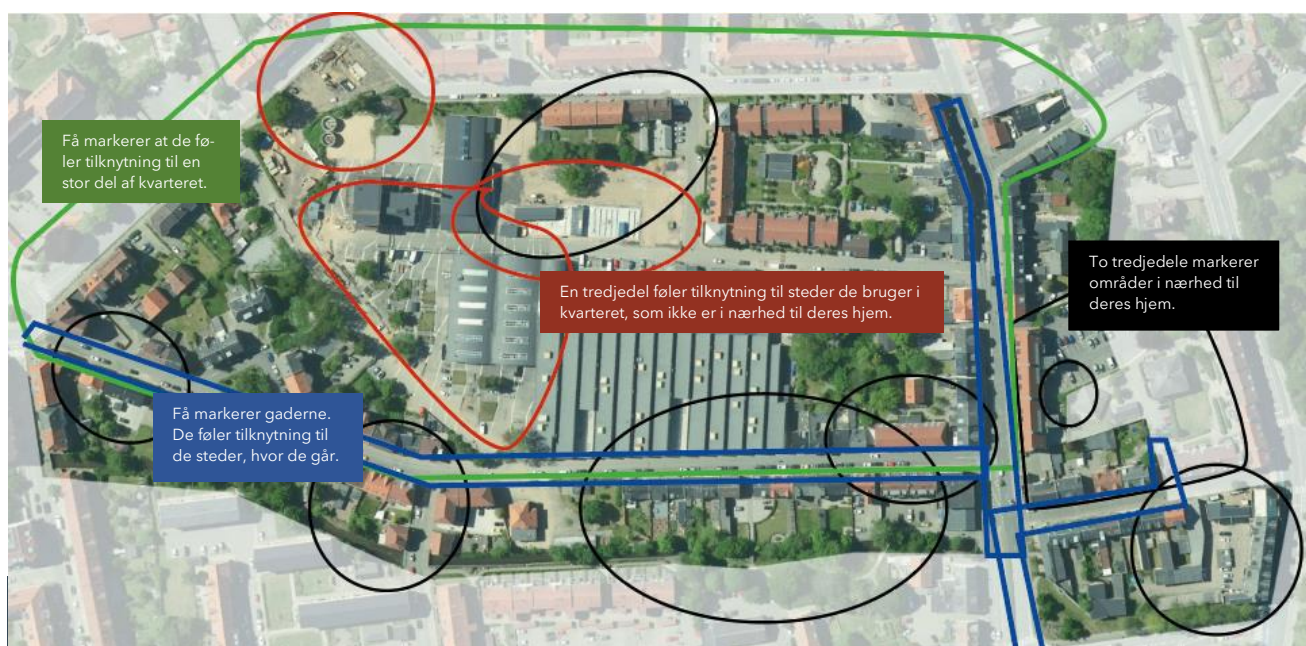 Få markerer at de fø-
ler tilknytning til en
stor del af kvarteret.
To tredjedele markerer
områder i nærhed til
deres hjem.
En tredjedel føler tilknytning til steder de bruger i
kvarteret, som ikke er i nærhed til deres hjem.
Få markerer gaderne.
De føler tilknytning til
de steder, hvor de går.